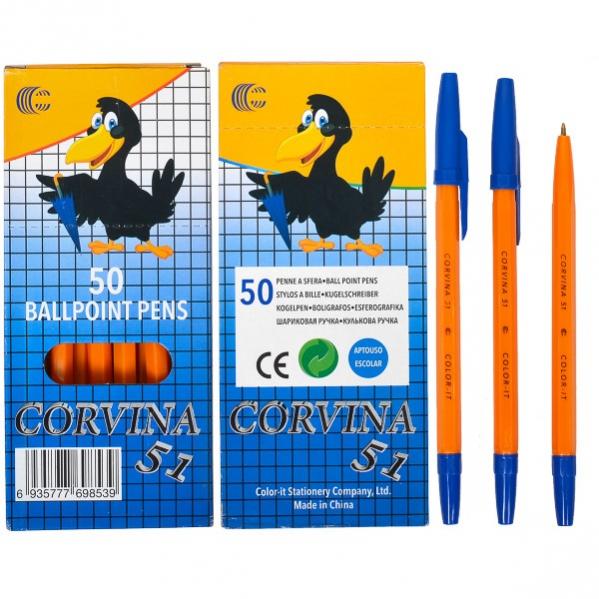 50
BALLPOINT PENS
CORVINA
51
6 935777 698539
50
PENNE A SFERA•BALL POINT PENS
STYLOS A BILLE•KUGELSCHREIBER
KOGELPEN•BOLIGRAFOS•ESFEROGRAFIKA
ШАРИКОВАЯ РУЧКА•КУЛЬКОВА РУЧКА
CE
APTOUSO
ESCOLAR
CORVINA
51
Color-it Stationery Company, Ltd.
Made in China
CORVINA 51 C COLOR-IT
CORVINA 51 C COLOR-IT
CORVINA 51 C COLOR-IT